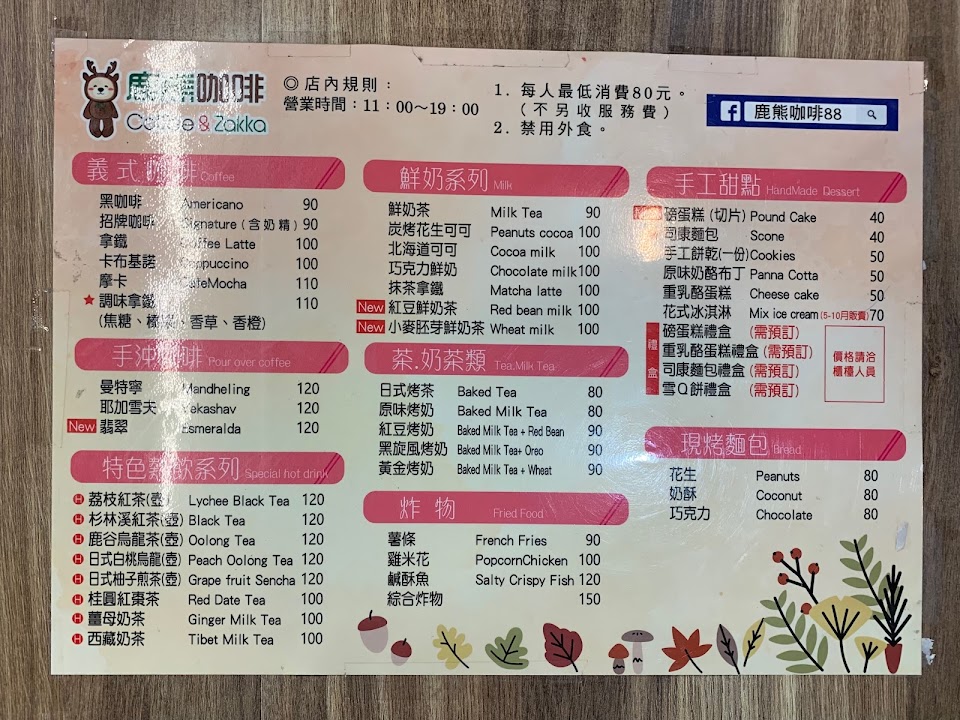 鹿熊咖啡
Coffee & Zakka
◎店內規則：
營業時間：11：00～19：00
1. 每人最低消費80元。
(不另收服務費)
2. 禁用外食。
鹿熊咖啡88
義式咖啡 Coffee
黑咖啡 Americano 90
招牌咖啡 Signature (含奶精) 90
拿鐵 Coffee Latte 100
卡布基諾 Cappuccino 100
摩卡 CafeMocha 110
★ 調味拿鐵 110
(焦糖、榛果、香草、香橙)
手沖咖啡 Pour over coffee
曼特寧 Mandheling 120
耶加雪夫 Yekashav 120
New 翡翠 Esmeralda 120
特色熱飲系列 Special hot drink
H 荔枝紅茶(壺) Lychee Black Tea 120
H 杉林溪紅茶(壺) Black Tea 120
H 鹿谷烏龍茶(壺) Oolong Tea 120
H 日式白桃烏龍(壺) Peach Oolong Tea 120
H 日式柚子煎茶(壺) Grape fruit Sencha 120
H 桂圓紅棗茶 Red Date Tea 100
H 薑母奶茶 Ginger Milk Tea 100
H 西藏奶茶 Tibet Milk Tea 100
鮮奶系列 Milk
鮮奶茶 Milk Tea 90
炭烤花生可可 Peanuts cocoa 100
北海道可可 Cocoa milk 100
巧克力鮮奶 Chocolate milk 100
抹茶拿鐵 Matcha latte 100
New 紅豆鮮奶茶 Red bean milk 100
New 小麥胚芽鮮奶茶 Wheat milk 100
茶.奶茶類 Tea.Milk Tea
日式烤茶 Baked Tea 80
原味烤奶 Baked Milk Tea 80
紅豆烤奶 Baked Milk Tea + Red Bean 90
黑旋風烤奶 Baked Milk Tea+ Oreo 90
黃金烤奶 Baked Milk Tea + Wheat 90
炸物 Fried Food
薯條 French Fries 90
雞米花 PopcornChicken 100
鹹酥魚 Salty Crispy Fish 120
綜合炸物 150
手工甜點 HandMade Dessert
磅蛋糕 (切片) Pound Cake 40
司康麵包 Scone 40
手工餅乾(一份) Cookies 50
原味奶酪布丁 Panna Cotta 50
重乳酪蛋糕 Cheese cake 50
花式冰淇淋 Mix ice cream (5-10月販賣) 70
禮盒
磅蛋糕禮盒 (需預訂)
重乳酪蛋糕禮盒 (需預訂)
司康麵包禮盒 (需預訂)
雪Q餅禮盒 (需預訂)
價格請洽
櫃檯人員
現烤麵包 Bread
花生 Peanuts 80
奶酥 Coconut 80
巧克力 Chocolate 80